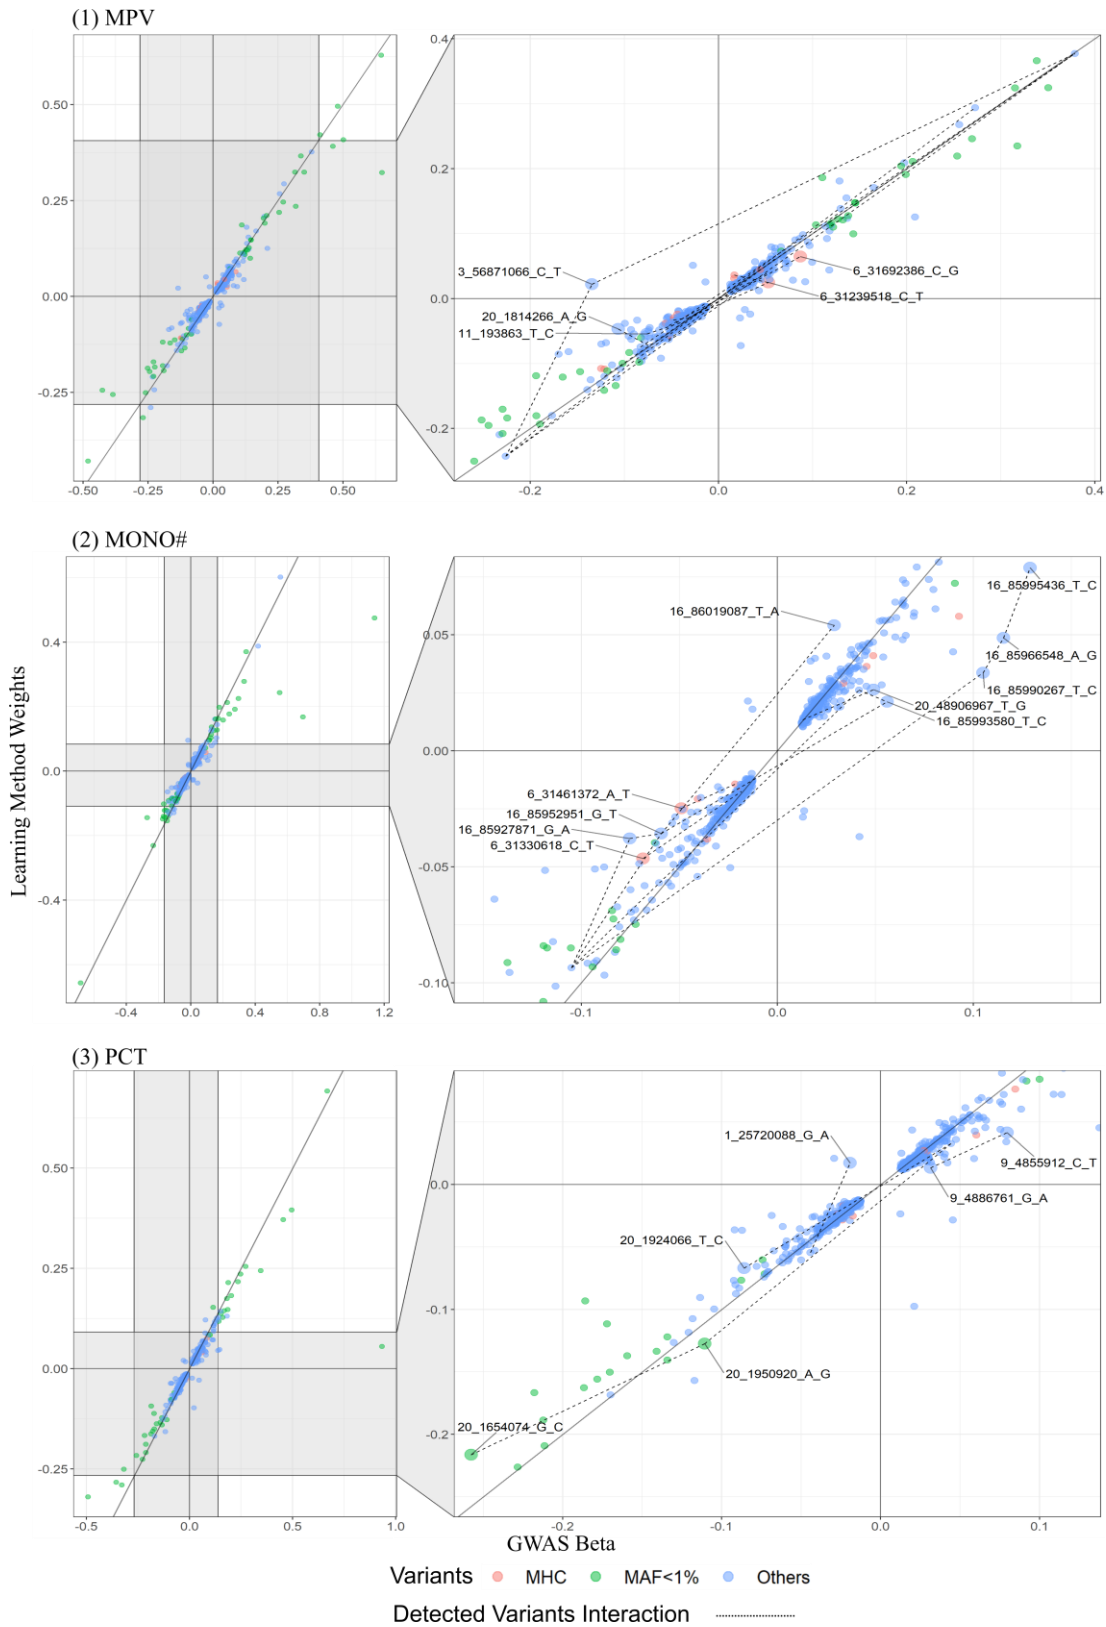 (1) MPV
0.50
0.25
0.00
-0.25
-0.50
-0.25
0.00
0.25
0.50
0.4
0.2
0.0
-0.2
-0.2
0.0
0.2
0.4
3_56871066_C_T
20_1814266_A_G
11_193863_T_C
6_31692386_C_G
6_31239518_C_T
(2) MONO#
0.4
0.0
-0.4
-0.4
0.0
0.4
0.8
1.2
0.05
0.00
-0.05
-0.10
-0.1
0.0
0.1
16_86019087_T_A
16_85995436_T_C
16_85966548_A_G
16_85990267_T_C
20_48906967_T_G
16_85993580_T_C
6_31461372_A_T
16_85952951_G_T
16_85927871_G_A
6_31330618_C_T
Learning Method Weights
(3) PCT
0.50
0.25
0.00
-0.25
-0.5
0.0
0.5
1.0
0.0
-0.1
-0.2
-0.2
-0.1
0.0
0.1
1_25720088_G_A
9_4855912_C_T
9_4886761_G_A
20_1924066_T_C
20_1950920_A_G
20_1654074_G_C
GWAS Beta
Variants MHC MAF<1% Others
Detected Variants Interaction